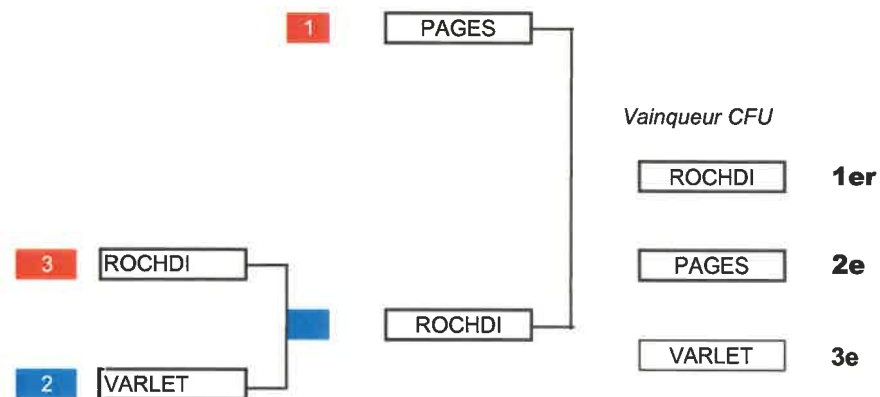 1 PAGES
Vainqueur CFU
ROCHDI 1er
3 ROCHDI
PAGES 2e
ROCHDI
VARLET 3e
2 VARLET